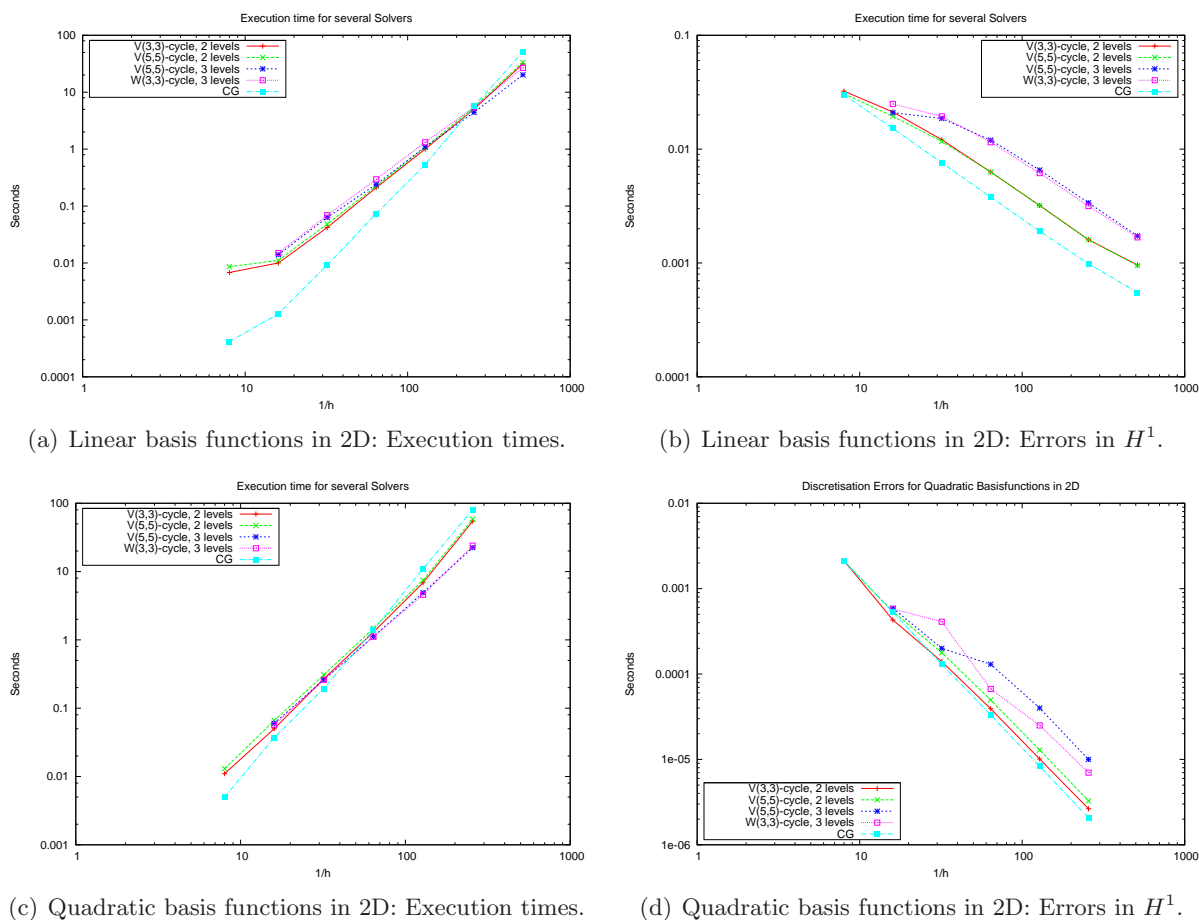 Execution time for several Solvers
100
10
1
0.1
0.01
0.001
0.0001
Seconds
V(3,3)-cycle, 2 levels
V(5,5)-cycle, 2 levels
V(5,5)-cycle, 3 levels
W(3,3)-cycle, 3 levels
CG
1
10
100
1000
1/h
(a) Linear basis functions in 2D: Execution times.
Execution time for several Solvers
0.1
0.01
0.001
0.0001
Seconds
V(3,3)-cycle, 2 levels
V(5,5)-cycle, 2 levels
V(5,5)-cycle, 3 levels
W(3,3)-cycle, 3 levels
CG
1
10
100
1000
1/h
(b) Linear basis functions in 2D: Errors in H¹.
Execution time for several Solvers
100
10
1
0.1
0.01
0.001
Seconds
V(3,3)-cycle, 2 levels
V(5,5)-cycle, 2 levels
V(5,5)-cycle, 3 levels
W(3,3)-cycle, 3 levels
CG
1
10
100
1000
1/h
(c) Quadratic basis functions in 2D: Execution times.
Discretisation Errors for Quadratic Basisfunctions in 2D
0.01
0.001
0.0001
1e-05
1e-06
Seconds
V(3,3)-cycle, 2 levels
V(5,5)-cycle, 2 levels
V(5,5)-cycle, 3 levels
W(3,3)-cycle, 3 levels
CG
1
10
100
1000
1/h
(d) Quadratic basis functions in 2D: Errors in H¹.